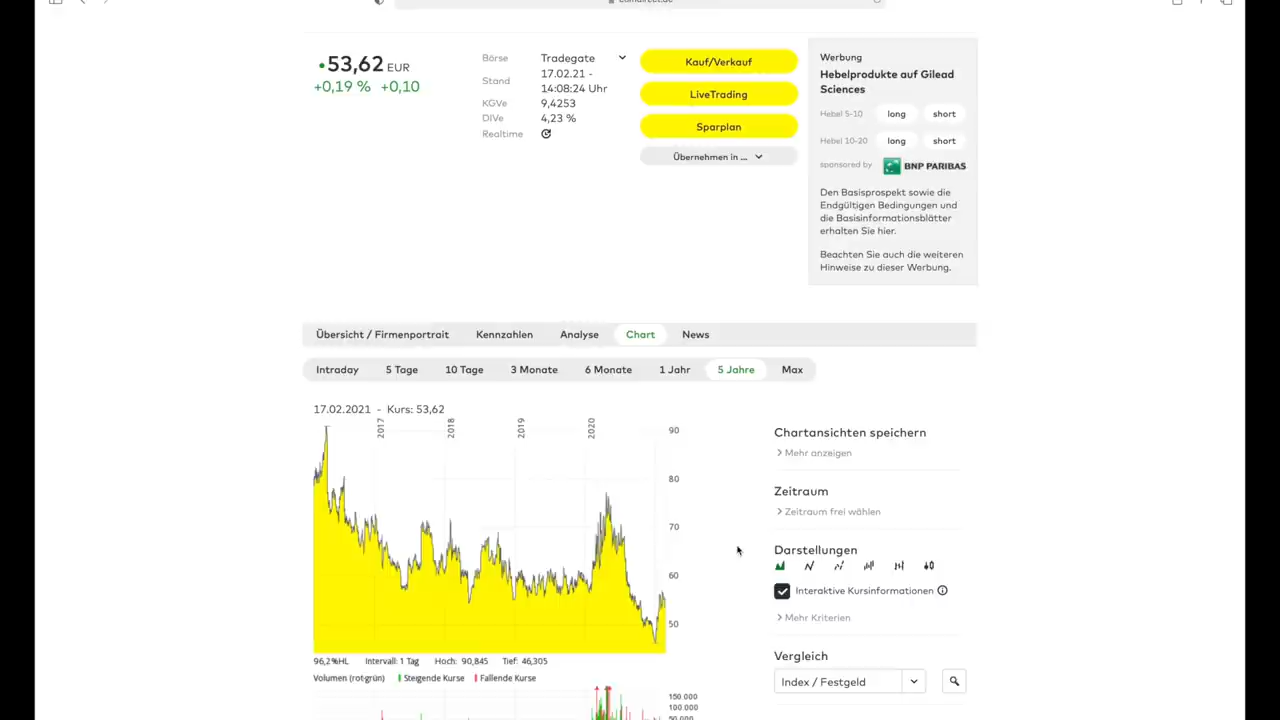 53,62 EUR
+0,19 % +0,10
Börse Tradegate
Stand 17.02.21 -
14:08:24 Uhr
KGVe 9,4253
DIVe 4,23 %
Realtime
Kauf/Verkauf
LiveTrading
Sparplan
Übernehmen in ...
Werbung
Hebelprodukte auf Gilead
Sciences
Hebel 5-10 long short
Hebel 10-20 long short
sponsored by BNP PARIBAS
Den Basisprospekt sowie die
Endgültigen Bedingungen und
die Basisinformationsblätter
erhalten Sie hier.
Beachten Sie auch die weiteren
Hinweise zu dieser Werbung.
Übersicht / Firmenportrait Kennzahlen Analyse Chart News
Intraday 5 Tage 10 Tage 3 Monate 6 Monate 1 Jahr 5 Jahre Max
17.02.2021 - Kurs: 53,62
2017 2018 2019 2020
90
80
70
60
50
96,2%HL Intervall: 1 Tag Hoch: 90,845 Tief: 46,305
Volumen (rot-grün) Steigende Kurse Fallende Kurse
150.000
100.000
50.000
Chartansichten speichern
Mehr anzeigen
Zeitraum
Zeitraum frei wählen
Darstellungen
Interaktive Kursinformationen
Mehr Kriterien
Vergleich
Index / Festgeld